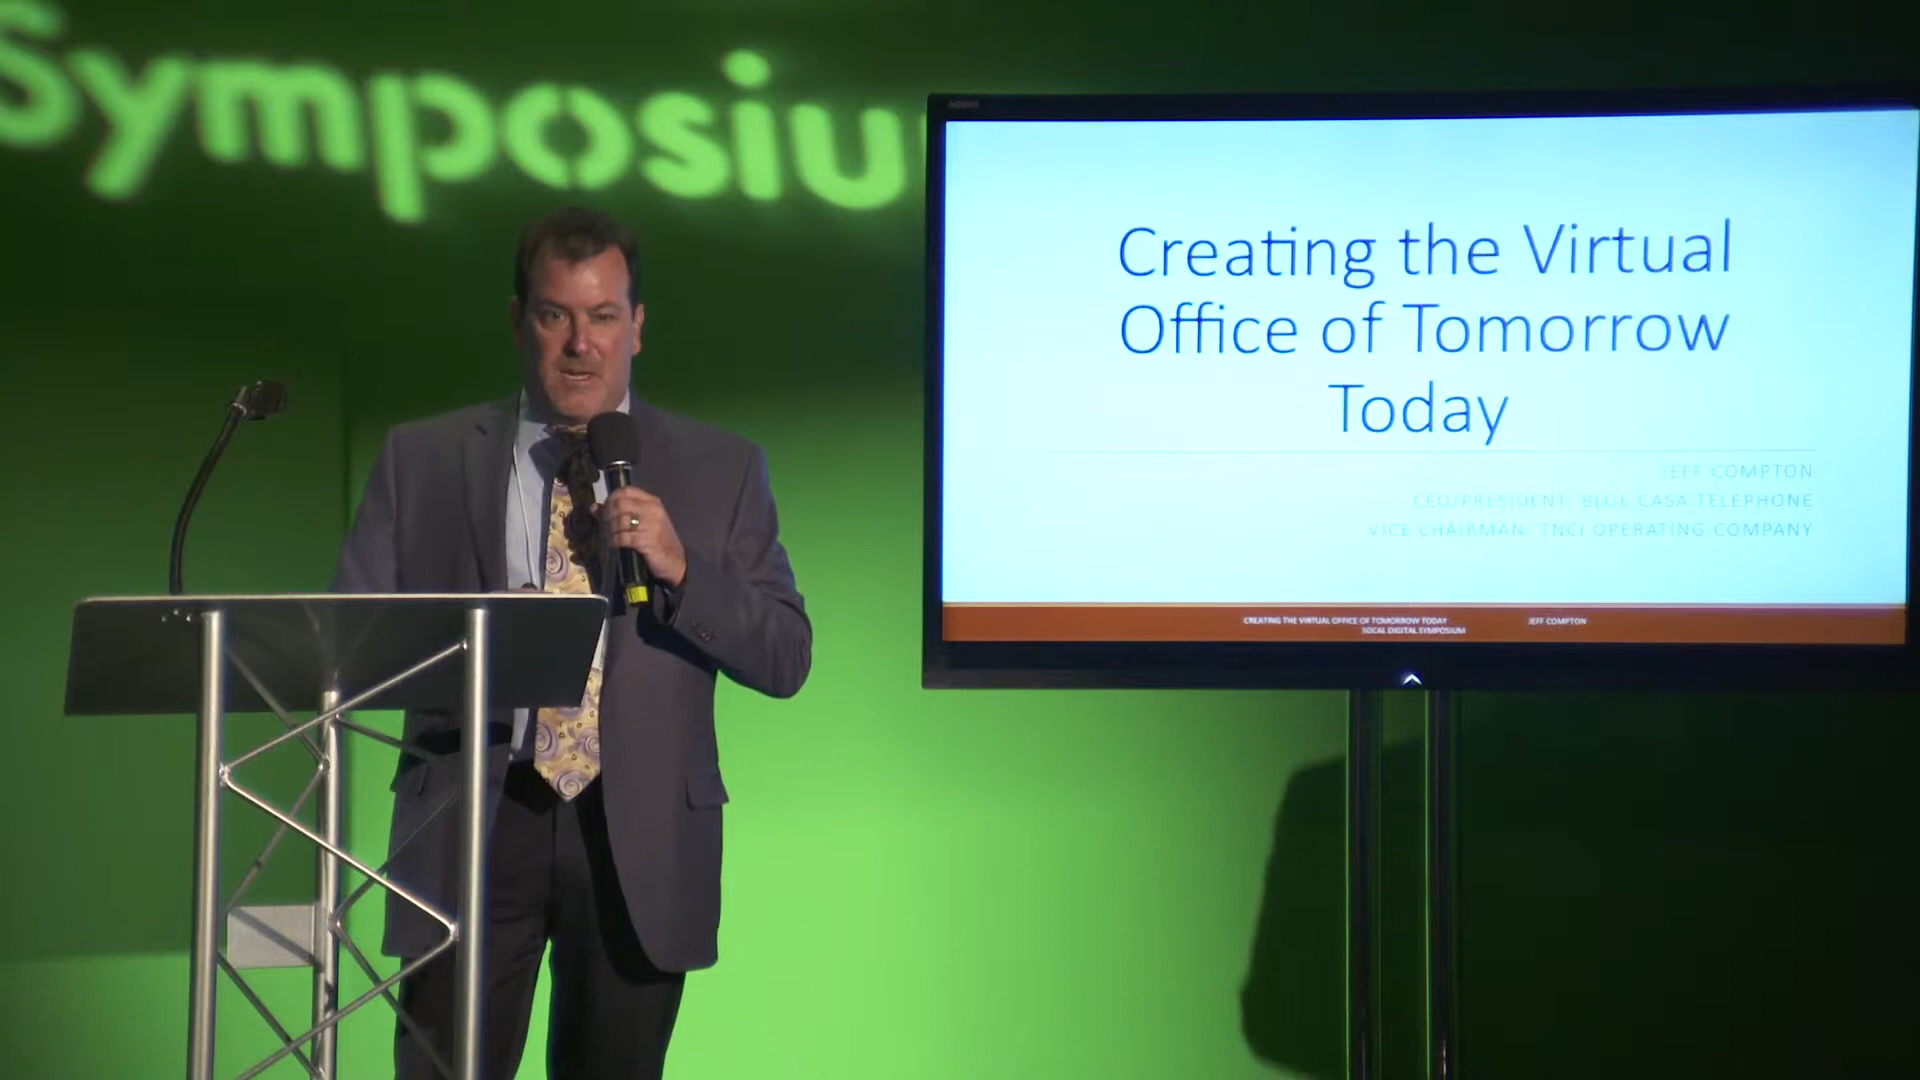 Symposiu
Creating the Virtual
Office of Tomorrow
Today
JEFF COMPTON
CEO/PRESIDENT: BLUE CASA TELEPHONE
VICE CHAIRMAN: TNCI OPERATING COMPANY
CREATING THE VIRTUAL OFFICE OF TOMORROW TODAY JEFF COMPTON
SOCAL DIGITAL SYMPOSIUM